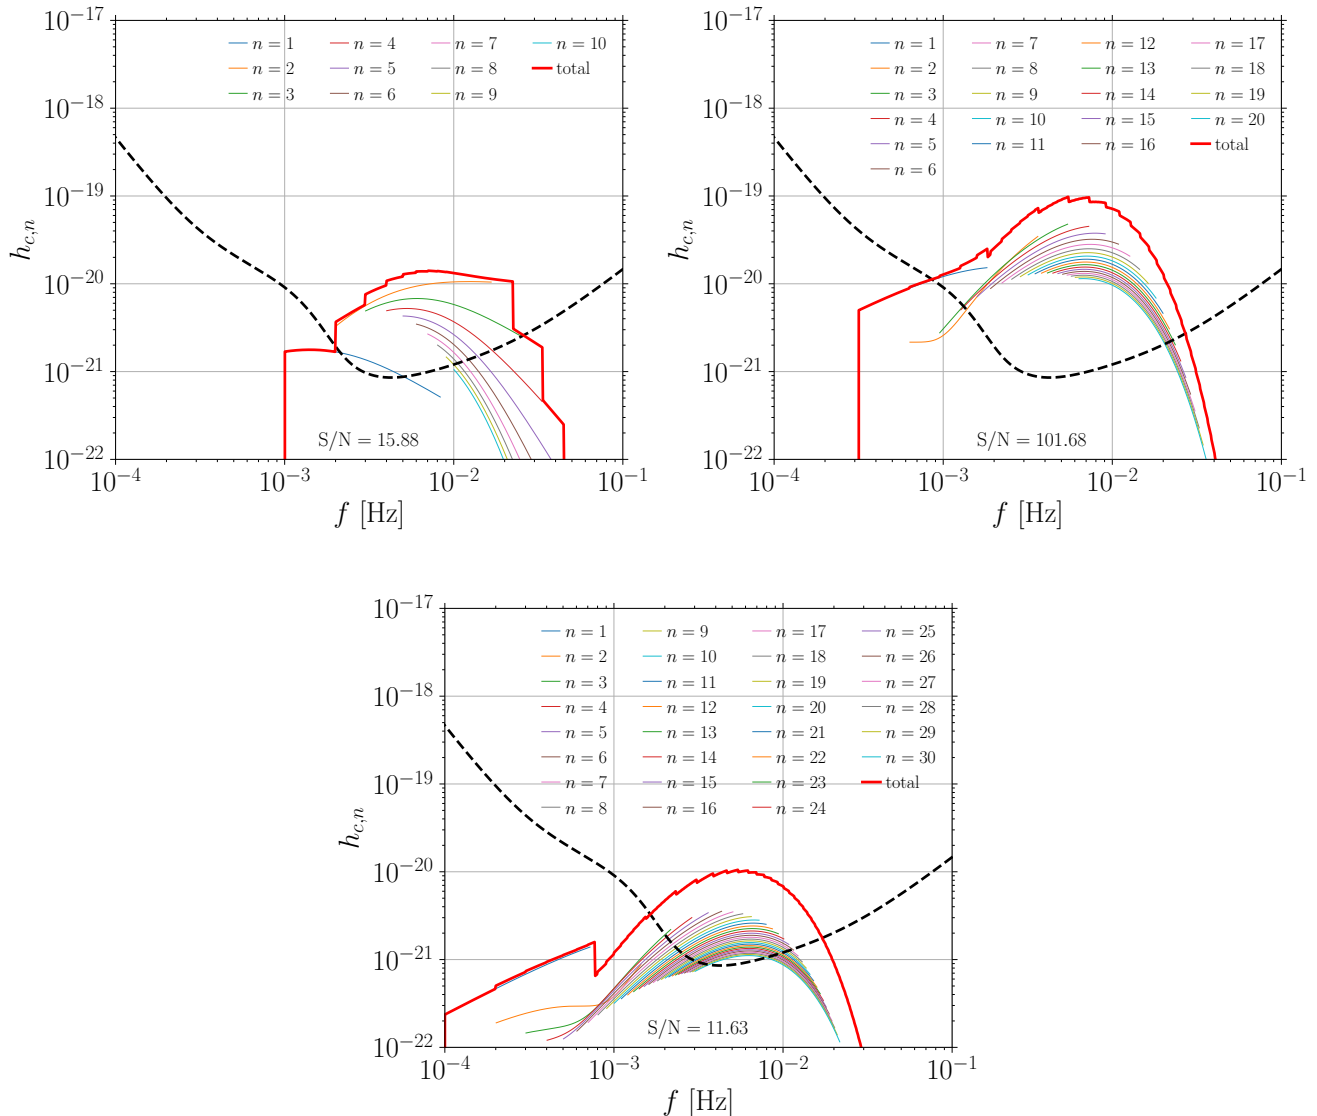 10⁻¹⁷
10⁻¹⁸
10⁻¹⁹
10⁻²⁰
10⁻²¹
10⁻²²
h_{c,n}
n = 1 n = 4 n = 7 n = 10
n = 2 n = 5 n = 8 total
n = 3 n = 6 n = 9
S/N = 15.88
10⁻⁴ 10⁻³ 10⁻² 10⁻¹
f [Hz]
10⁻¹⁷
10⁻¹⁸
10⁻¹⁹
10⁻²⁰
10⁻²¹
10⁻²²
h_{c,n}
n = 1 n = 7 n = 12 n = 17
n = 2 n = 8 n = 13 n = 18
n = 3 n = 9 n = 14 n = 19
n = 4 n = 10 n = 15 n = 20
n = 5 n = 11 n = 16 total
n = 6
S/N = 101.68
10⁻⁴ 10⁻³ 10⁻² 10⁻¹
f [Hz]
10⁻¹⁷
10⁻¹⁸
10⁻¹⁹
10⁻²⁰
10⁻²¹
10⁻²²
h_{c,n}
n = 1 n = 9 n = 17 n = 25
n = 2 n = 10 n = 18 n = 26
n = 3 n = 11 n = 19 n = 27
n = 4 n = 12 n = 20 n = 28
n = 5 n = 13 n = 21 n = 29
n = 6 n = 14 n = 22 n = 30
n = 7 n = 15 n = 23 total
n = 8 n = 16 n = 24
S/N = 11.63
10⁻⁴ 10⁻³ 10⁻² 10⁻¹
f [Hz]